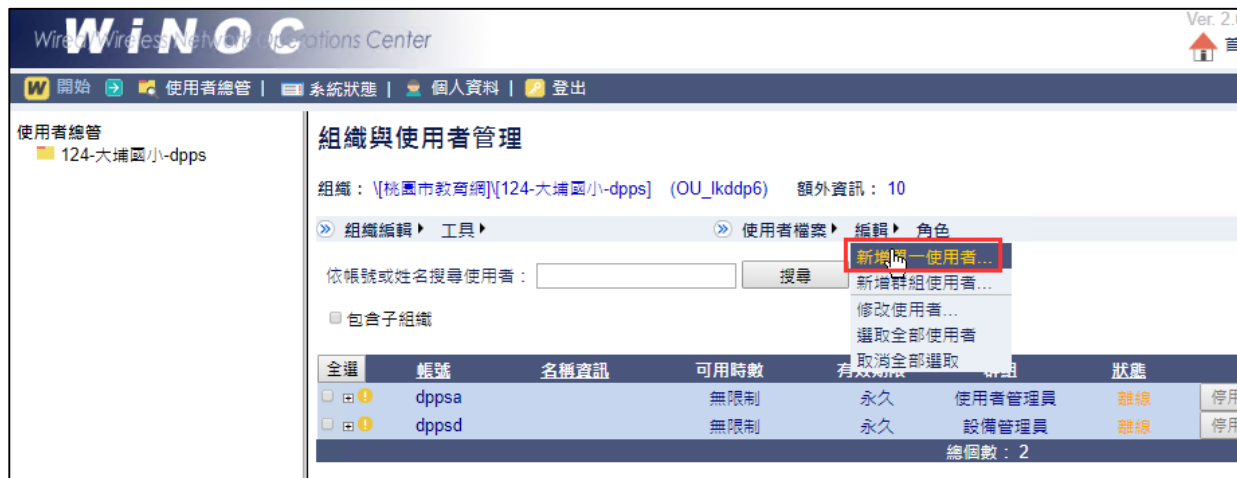 Ver. 2.
Wired/Wireless Network Operations Center
WiNOC
首
W 開始 使用者總管 | 系統狀態 | 個人資料 | 登出
使用者總管
124-大埔國小-dpps
組織與使用者管理
組織： \[桃園市教育網]\[124-大埔國小-dpps] (OU_lkddp6) 額外資訊： 10
組織編輯 工具 使用者檔案 編輯 角色
新增單一使用者...
新增群組使用者...
修改使用者...
選取全部使用者
取消全部選取
依帳號或姓名搜尋使用者： 搜尋
包含子組織
全選 帳號 名稱資訊 可用時數 有效期限 群組 狀態
dppsa 無限制 永久 使用者管理員 離線 停用
dppsd 無限制 永久 設備管理員 離線 停用
總個數： 2